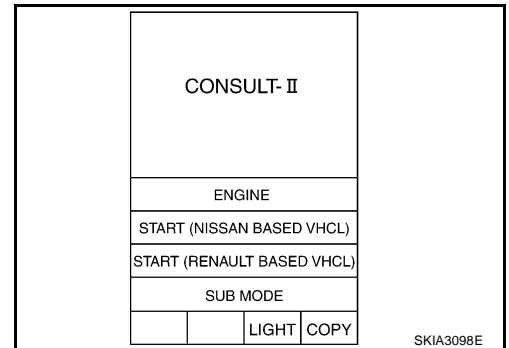 CONSULT-II
ENGINE
START (NISSAN BASED VHCL)
START (RENAULT BASED VHCL)
SUB MODE
LIGHT COPY
SKIA3098E